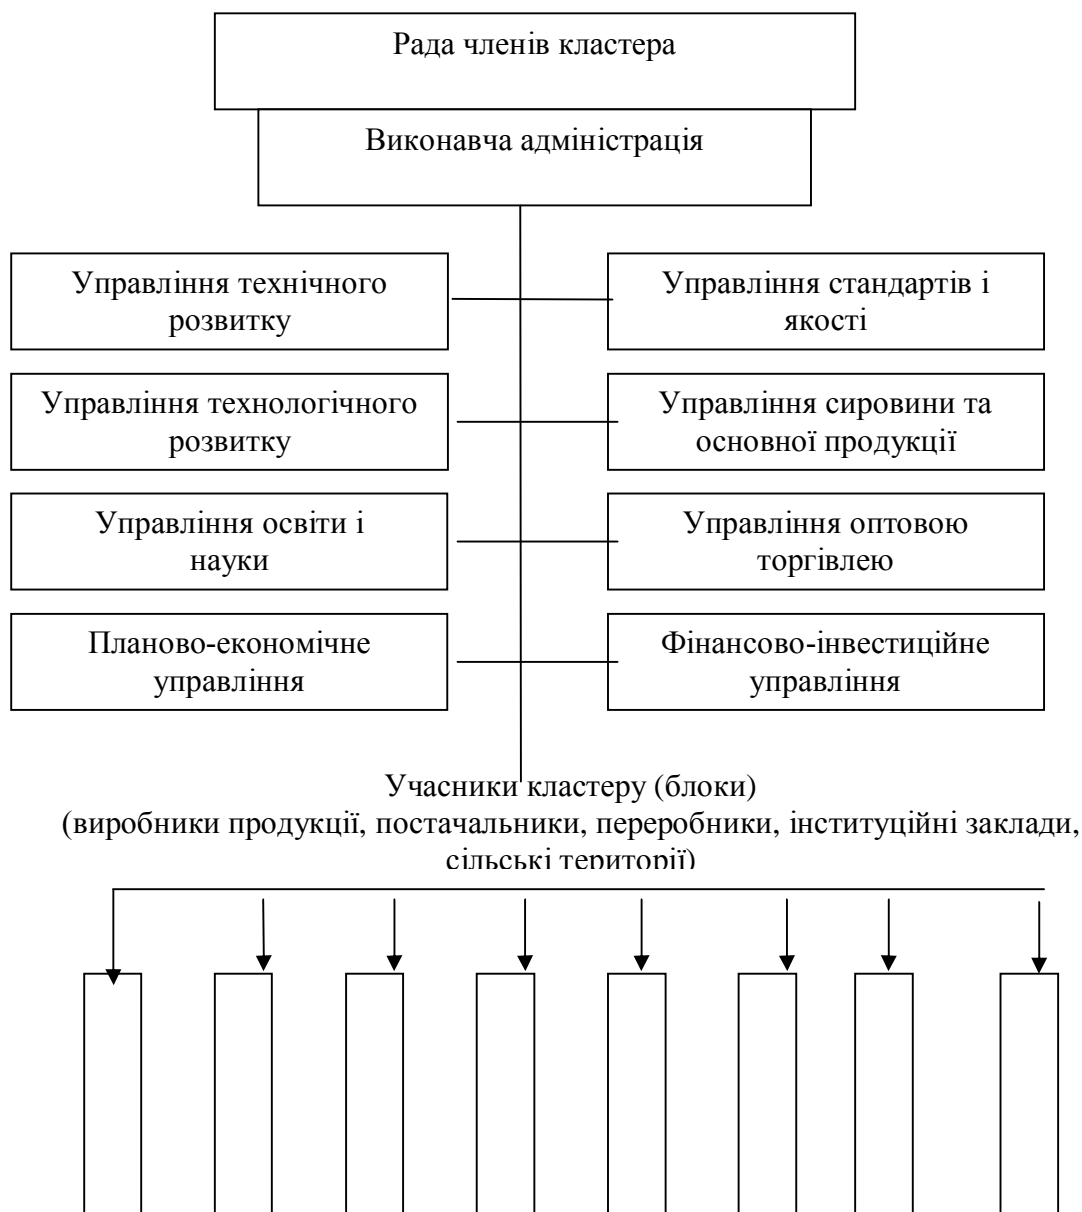 Рада членів кластера
Виконавча адміністрація
Управління технічного
розвитку
Управління стандартів і
якості
Управління технологічного
розвитку
Управління сировини та
основної продукції
Управління освіти і
науки
Управління оптовою
торгівлею
Планово-економічне
управління
Фінансово-інвестиційне
управління
Учасники кластеру (блоки)
(виробники продукції, постачальники, переробники, інституційні заклади,
сільські території)